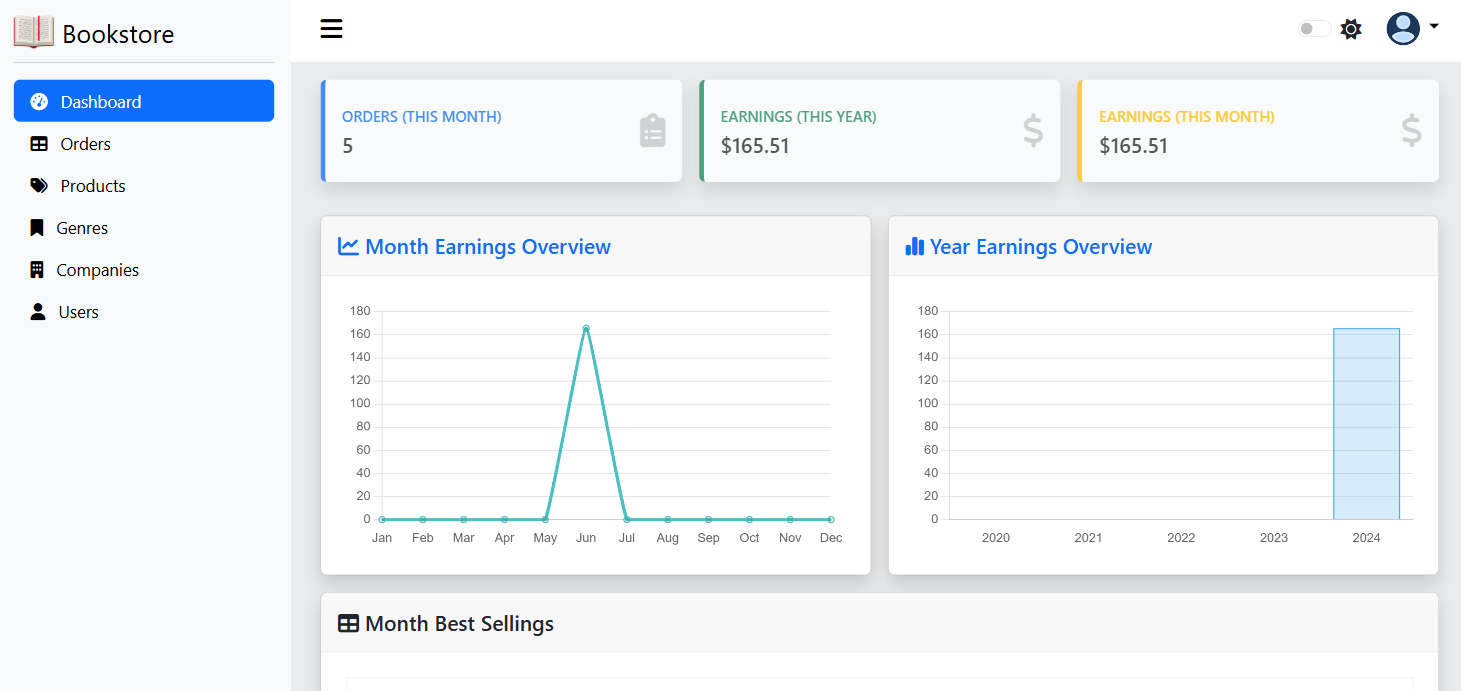 Bookstore
Dashboard
Orders
Products
Genres
Companies
Users
ORDERS (THIS MONTH)
5
EARNINGS (THIS YEAR)
$165.51
EARNINGS (THIS MONTH)
$165.51
Month Earnings Overview
180
160
140
120
100
80
60
40
20
0
Jan Feb Mar Apr May Jun Jul Aug Sep Oct Nov Dec
Year Earnings Overview
180
160
140
120
100
80
60
40
20
0
2020 2021 2022 2023 2024
Month Best Sellings